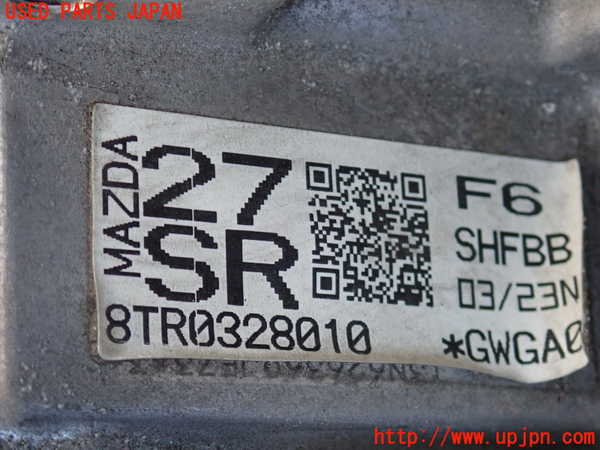 USED PARTS JAPAN
MAZDA
27
SR
F6
SHFBB
03/23N
8TR0328010
*GWGA0
http://www.upjpn.com/